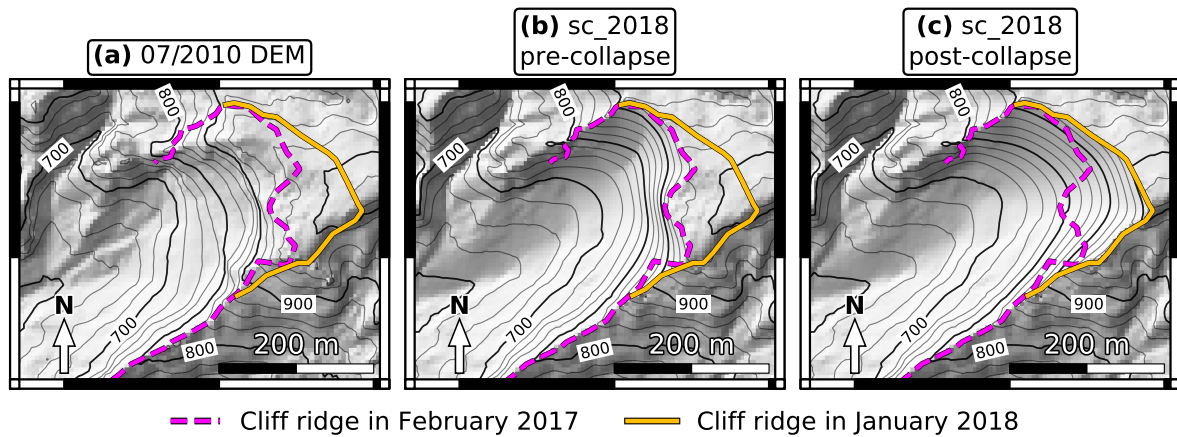 (a) 07/2010 DEM
(b) sc_2018
pre-collapse
(c) sc_2018
post-collapse
800
700
N
700
800
900
200 m
800
700
N
700
800
900
200 m
800
700
N
700
800
900
200 m
Cliff ridge in February 2017
Cliff ridge in January 2018